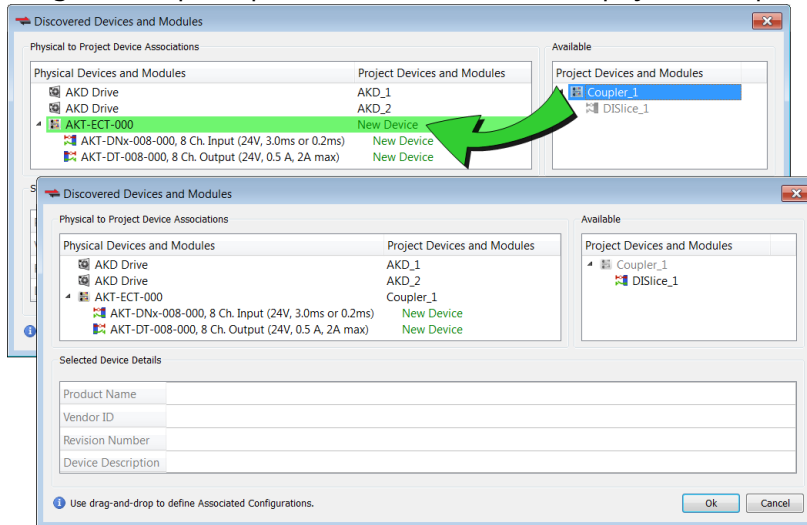 Discovered Devices and Modules
Physical to Project Device Associations
Available
Physical Devices and Modules Project Devices and Modules
Project Devices and Modules
AKD Drive AKD_1
Coupler_1
AKD Drive AKD_2
DISlice_1
AKT-ECT-000 New Device
AKT-DNx-008-000, 8 Ch. Input (24V, 3.0ms or 0.2ms) New Device
AKT-DT-008-000, 8 Ch. Output (24V, 0.5 A, 2A max) New Device
Discovered Devices and Modules
Physical to Project Device Associations
Available
Physical Devices and Modules Project Devices and Modules
Project Devices and Modules
AKD Drive AKD_1
Coupler_1
AKD Drive AKD_2
DISlice_1
AKT-ECT-000 Coupler_1
AKT-DNx-008-000, 8 Ch. Input (24V, 3.0ms or 0.2ms) New Device
AKT-DT-008-000, 8 Ch. Output (24V, 0.5 A, 2A max) New Device
Selected Device Details
Product Name
Vendor ID
Revision Number
Device Description
Use drag-and-drop to define Associated Configurations.
Ok Cancel